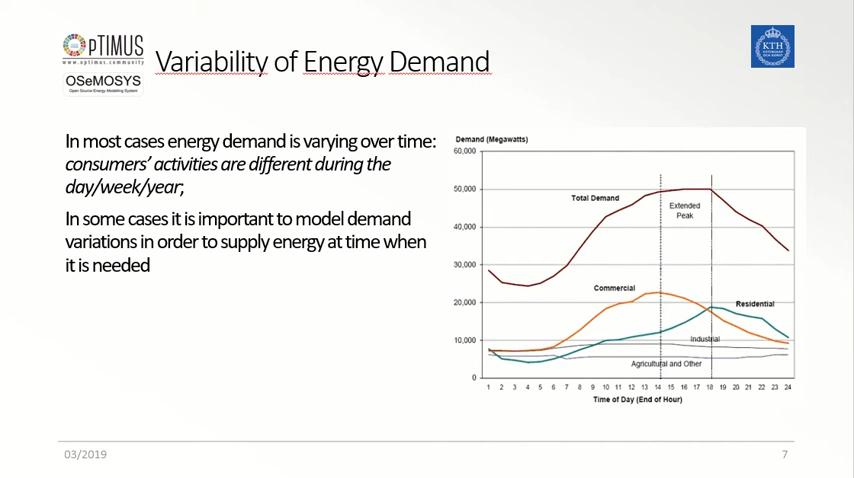 OpTIMUS
www.optimus.community
OSeMOSYS
Open Source Energy Modelling System
Variability of Energy Demand
KTH
In most cases energy demand is varying over time:
consumers' activities are different during the
day/week/year;
In some cases it is important to model demand
variations in order to supply energy at time when
it is needed
Demand (Megawatts)
60,000
50,000
40,000
30,000
20,000
10,000
0
Total Demand
Extended
Peak
Commercial
Residential
Industrial
Agricultural and Other
1 2 3 4 5 6 7 8 9 10 11 12 13 14 15 16 17 18 19 20 21 22 23 24
Time of Day (End of Hour)
03/2019
7